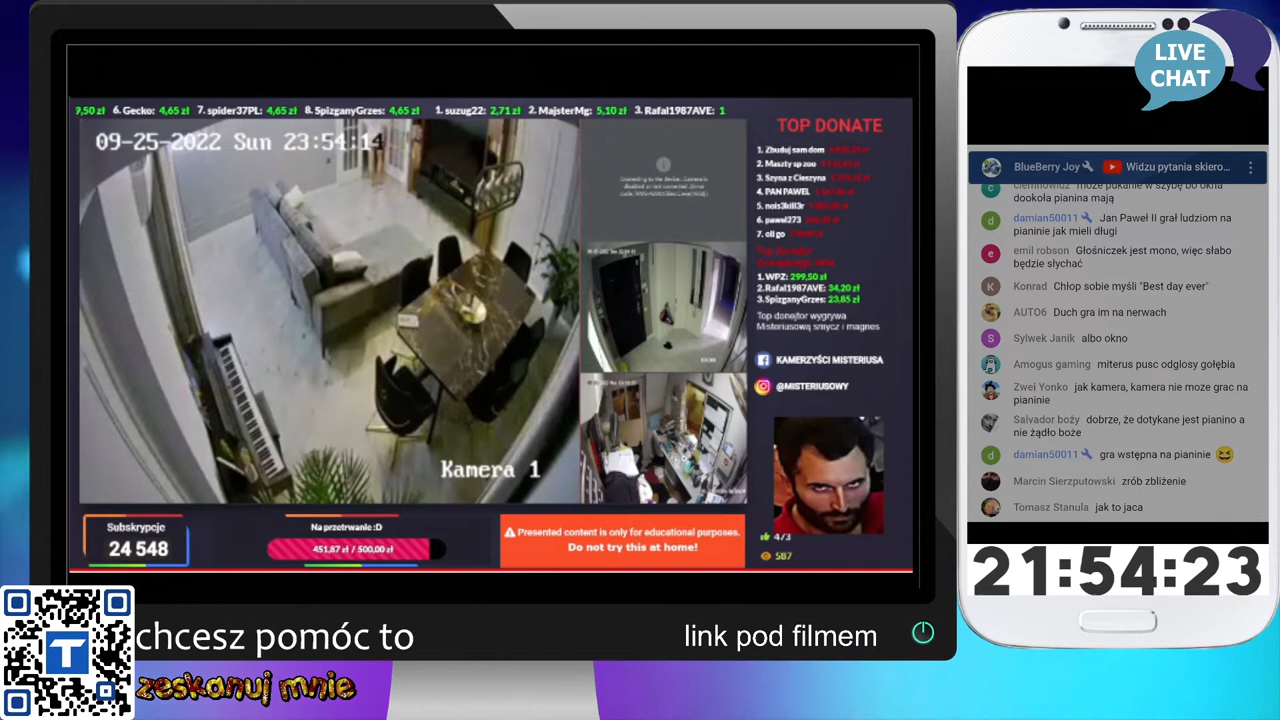 9,50 zł 6. Gecko: 4,65 zł 7. spider37PL: 4,65 zł 8. SpizganyGrzes: 4,65 zł 1. suzug22: 2,71 zł 2. MajsterMg: 5,10 zł 3. Rafal1987AVE: 1
09-25-2022 Sun 23:54:14
Kamera 1
TOP DONATE
1. Zbuduj sam dom
2. Maszty sp zoo
3. Szyna z Cieszyna
4. PAN PAWEL
5. nois3kill3r
6. pawel273
7. oli go
1.WPZ: 299,50 zł
2.Rafal1987AVE: 34,20 zł
3.SpizganyGrzes: 23,85 zł
Top donejtor wygrywa
Misteriusową smycz i magnes
KAMERZYŚCI MISTERIUSA
@MISTERIUSOWY
473
587
Subskrypcje
24 548
Na przetrwanie :D
451,87 zł / 500,00 zł
Presented content is only for educational purposes.
Do not try this at home!
chcesz pomóc to
zeskanuj mnie
link pod filmem
T
LIVE
CHAT
BlueBerry Joy Widzu pytania skiero...
ciemnowidz może pukanie w szybę bo okna
dookoła pianina mają
damian50011 Jan Paweł II grał ludziom na
pianinie jak mieli długi
emil robson Głośniczek jest mono, więc słabo
będzie słychać
Konrad Chłop sobie myśli "Best day ever"
AUTO6 Duch gra im na nerwach
Sylwek Janik albo okno
Amogus gaming miterus pusc odglosy gołębia
Zwei Yonko jak kamera, kamera nie moze grac na
pianinie
Salvador boży dobrze, że dotykane jest pianino a
nie żądło boże
damian50011 gra wstępna na pianinie
Marcin Sierzputowski zrób zbliżenie
Tomasz Stanula jak to jaca
21:54:23